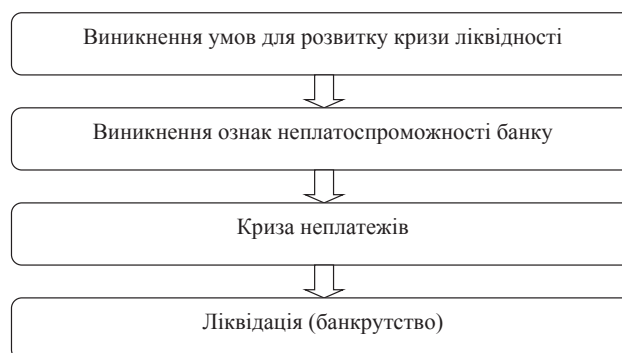 Виникнення умов для розвитку кризи ліквідності
Виникнення ознак неплатоспроможності банку
Криза неплатежів
Ліквідація (банкрутство)